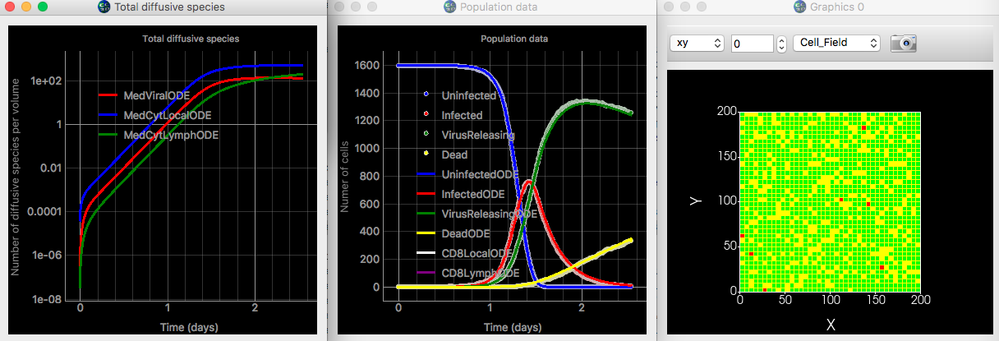 Total diffusive species
Total diffusive species
Number of diffusive species per volume
1e+02
1
0.01
0.0001
1e-06
1e-08
MedViralODE
MedCytLocalODE
MedCytLymphODE
0
1
2
Time (days)
Population data
Population data
Numer of cells
1600
1400
1200
1000
800
600
400
200
0
Uninfected
Infected
VirusReleasing
Dead
UninfectedODE
InfectedODE
VirusReleasingODE
DeadODE
CD8LocalODE
CD8LymphODE
0
1
2
Time (days)
Graphics 0
xy
0
Cell_Field
Y
200
150
100
50
0
0
50
100
150
200
X